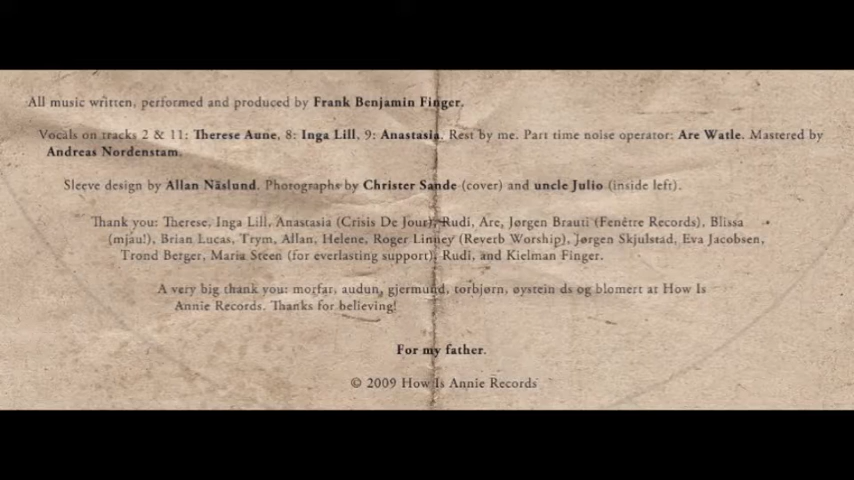 All music written, performed and produced by Frank Benjamin Finger.
Vocals on tracks 2 & 11: Therese Aune, 8: Inga Lill, 9: Anastasia. Rest by me. Part time noise operator: Are Watle. Mastered by
Andreas Nordenstam.
Sleeve design by Allan Näslund. Photographs by Christer Sande (cover) and uncle Julio (inside left).
Thank you: Therese, Inga Lill, Anastasia (Crisis De Jour), Rudi, Are, Jørgen Brauti (Fenêtre Records), Blissa
(mjau!), Brian Lucas, Trym, Allan, Helene, Roger Linney (Reverb Worship), Jørgen Skjulstad, Eva Jacobsen,
Trond Berger, Maria Steen (for everlasting support), Rudi, and Kielman Finger.
A very big thank you: morfar, audun, gjermund, torbjørn, øystein ds og blomert at How Is
Annie Records. Thanks for believing!
For my father.
© 2009 How Is Annie Records